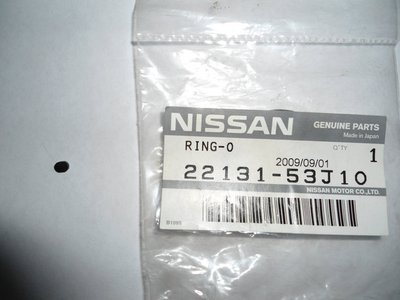 NISSAN
GENUINE PARTS
Made in Japan
RING-O
Q'TY
1
2009/09/01
22131-53J10
NISSAN MOTOR CO.,LTD.